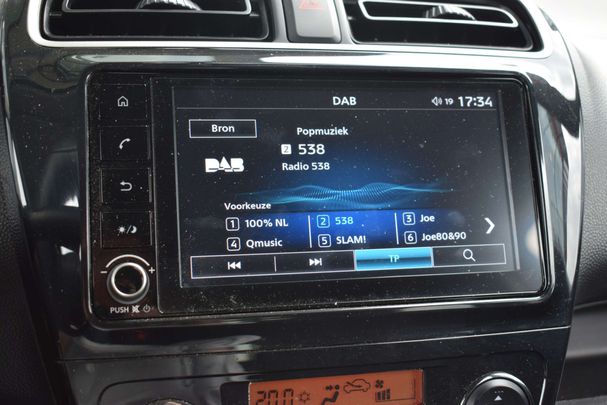 DAB 19 17:34
Bron
Popmuziek
2 538
DAB Radio 538
Voorkeuze
1 100% NL 2 538 3 Joe
4 Qmusic 5 SLAM! 6 Joe80&90
TP
− +
PUSH
20.0